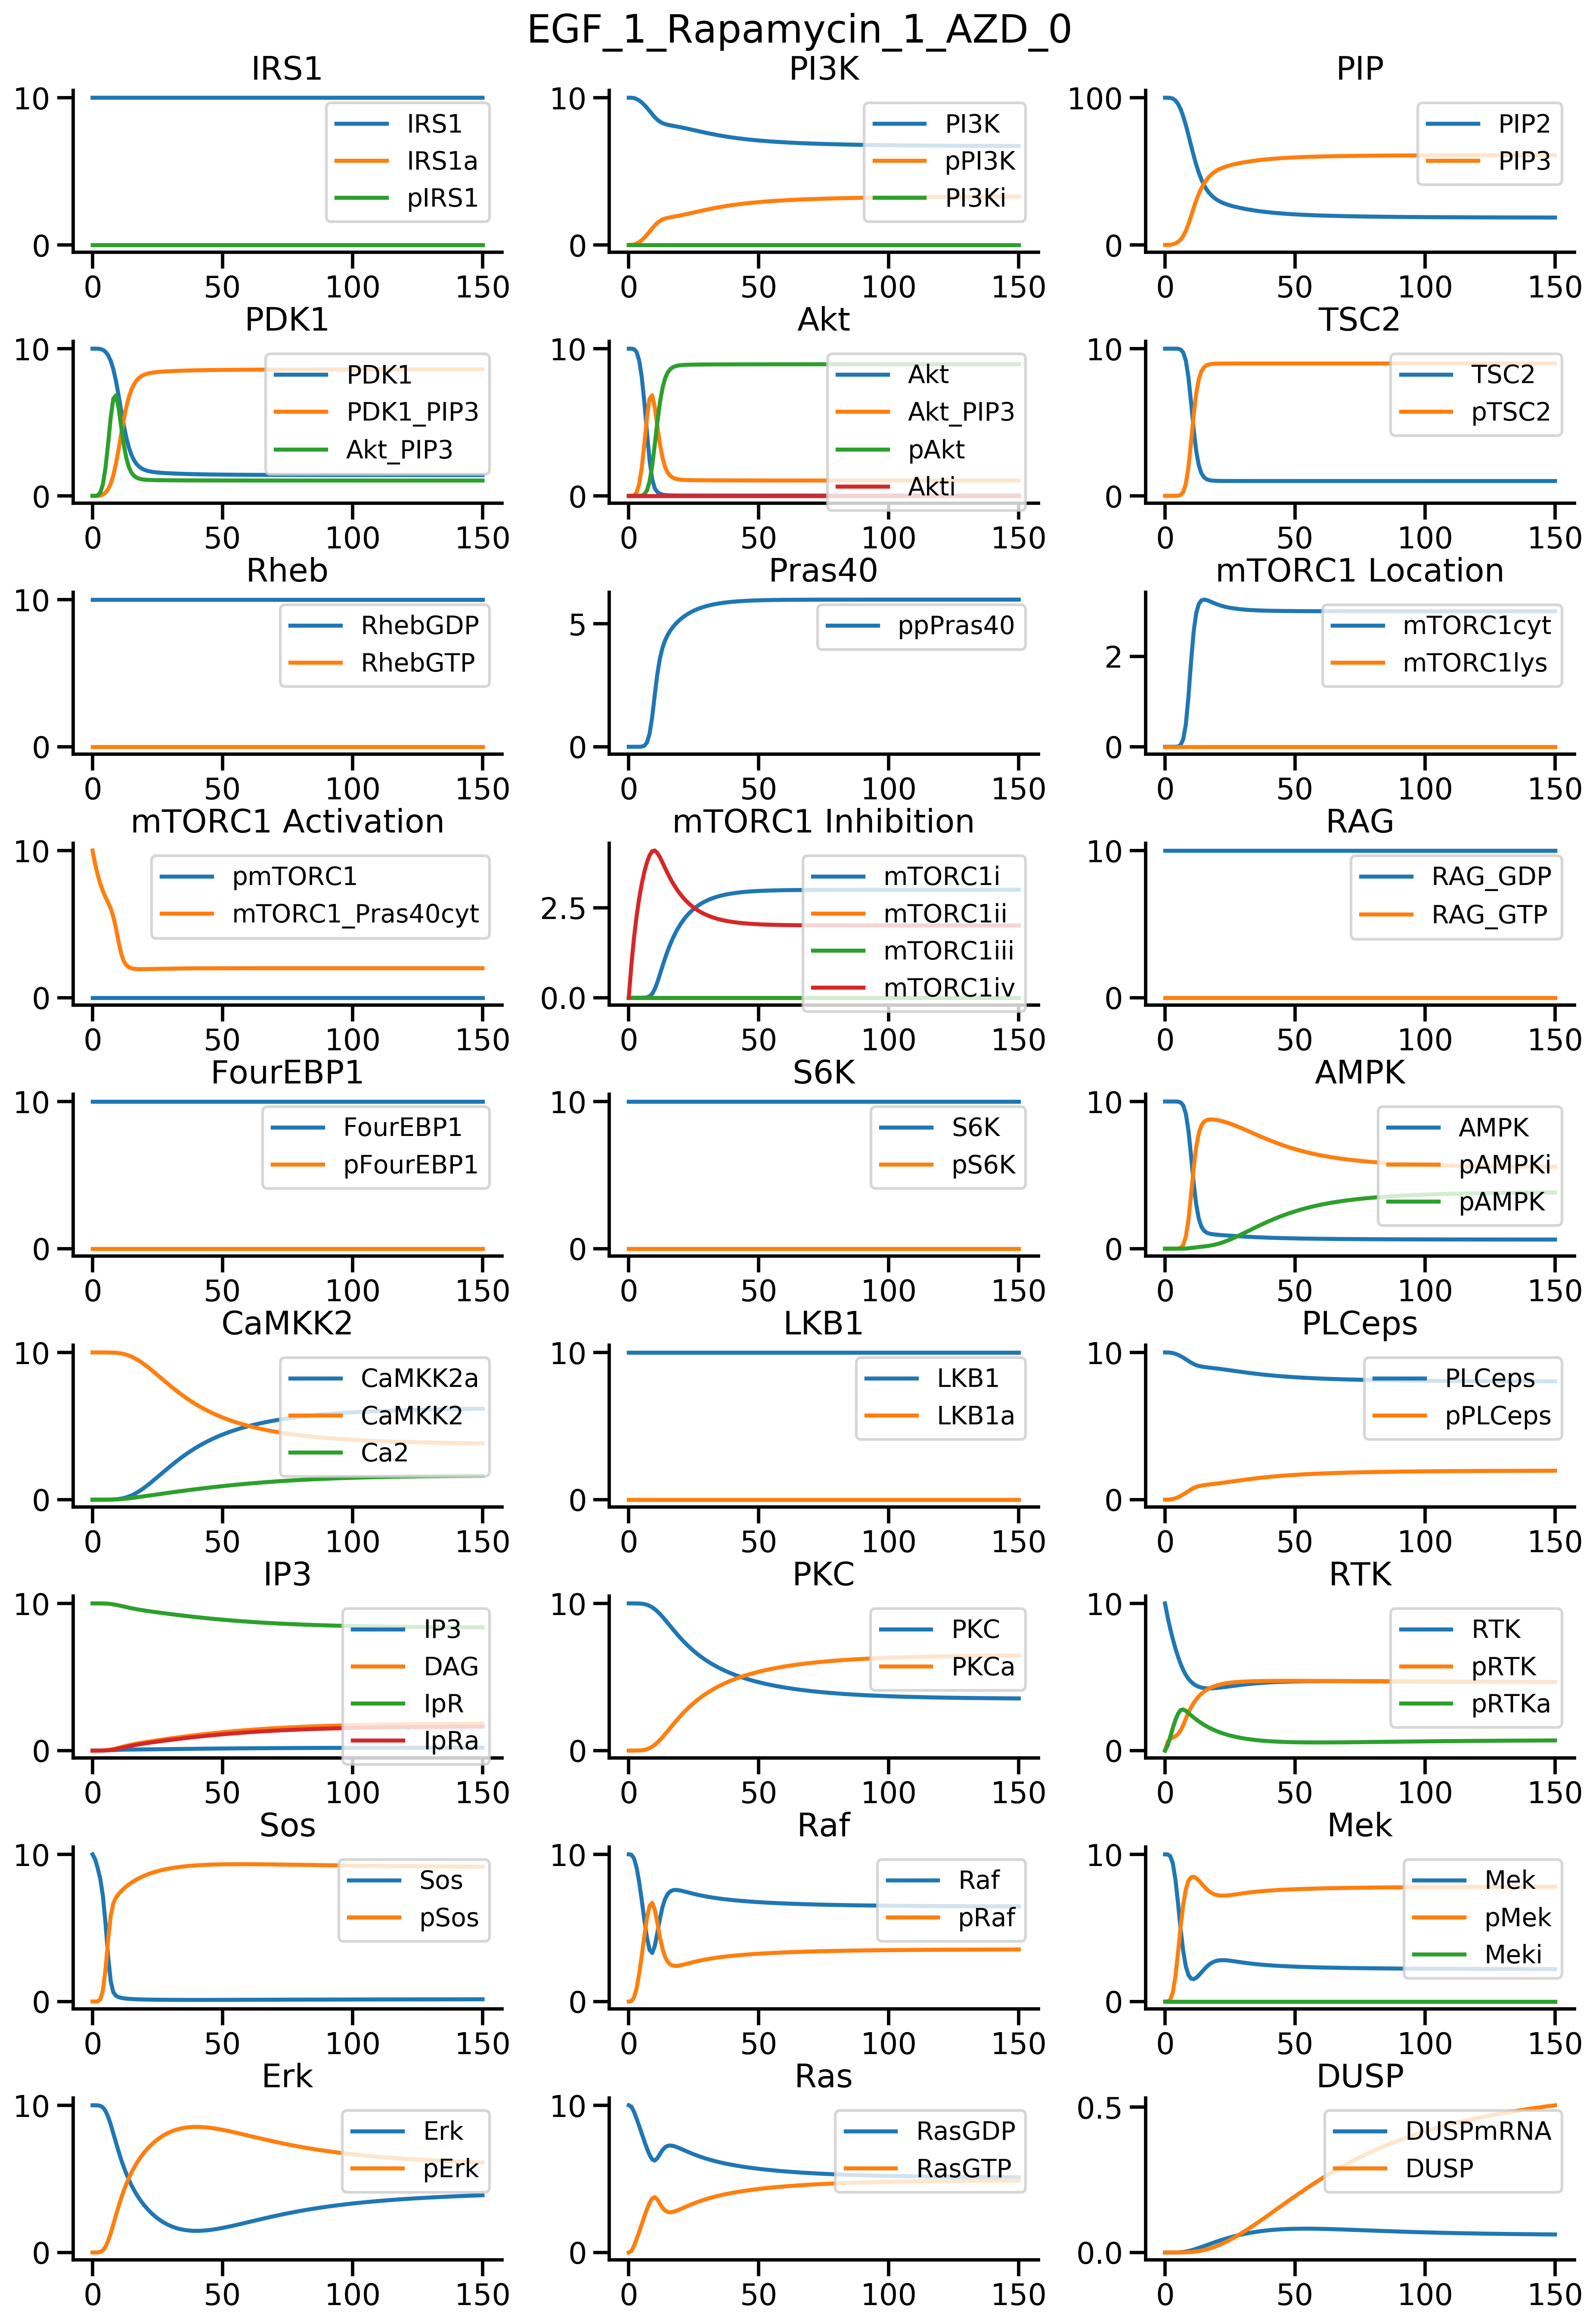 EGF_1_Rapamycin_1_AZD_0
IRS1
10
0
0 50 100 150
IRS1
IRS1a
pIRS1
PI3K
10
0
0 50 100 150
PI3K
pPI3K
PI3Ki
PIP
100
0
0 50 100 150
PIP2
PIP3
PDK1
10
0
0 50 100 150
PDK1
PDK1_PIP3
Akt_PIP3
Akt
10
0
0 50 100 150
Akt
Akt_PIP3
pAkt
Akti
TSC2
10
0
0 50 100 150
TSC2
pTSC2
Rheb
10
0
0 50 100 150
RhebGDP
RhebGTP
Pras40
5
0
0 50 100 150
ppPras40
mTORC1 Location
2
0
0 50 100 150
mTORC1cyt
mTORC1lys
mTORC1 Activation
10
0
0 50 100 150
pmTORC1
mTORC1_Pras40cyt
mTORC1 Inhibition
2.5
0.0
0 50 100 150
mTORC1i
mTORC1ii
mTORC1iii
mTORC1iv
RAG
10
0
0 50 100 150
RAG_GDP
RAG_GTP
FourEBP1
10
0
0 50 100 150
FourEBP1
pFourEBP1
S6K
10
0
0 50 100 150
S6K
pS6K
AMPK
10
0
0 50 100 150
AMPK
pAMPKi
pAMPK
CaMKK2
10
0
0 50 100 150
CaMKK2a
CaMKK2
Ca2
LKB1
10
0
0 50 100 150
LKB1
LKB1a
PLCeps
10
0
0 50 100 150
PLCeps
pPLCeps
IP3
10
0
0 50 100 150
IP3
DAG
IpR
IpRa
PKC
10
0
0 50 100 150
PKC
PKCa
RTK
10
0
0 50 100 150
RTK
pRTK
pRTKa
Sos
10
0
0 50 100 150
Sos
pSos
Raf
10
0
0 50 100 150
Raf
pRaf
Mek
10
0
0 50 100 150
Mek
pMek
Meki
Erk
10
0
0 50 100 150
Erk
pErk
Ras
10
0
0 50 100 150
RasGDP
RasGTP
DUSP
0.5
0.0
0 50 100 150
DUSPmRNA
DUSP